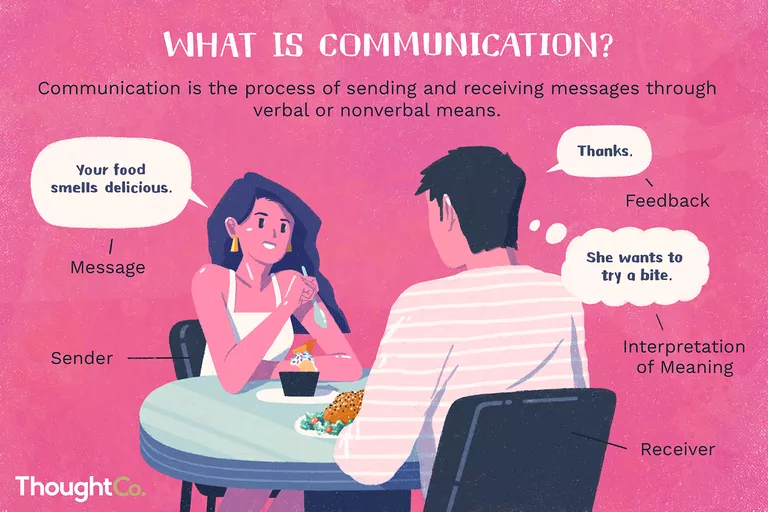 WHAT IS COMMUNICATION?
Communication is the process of sending and receiving messages through
verbal or nonverbal means.
Your food
smells delicious.
Message
Sender
Thanks.
Feedback
She wants to
try a bite.
Interpretation
of Meaning
Receiver
ThoughtCo.